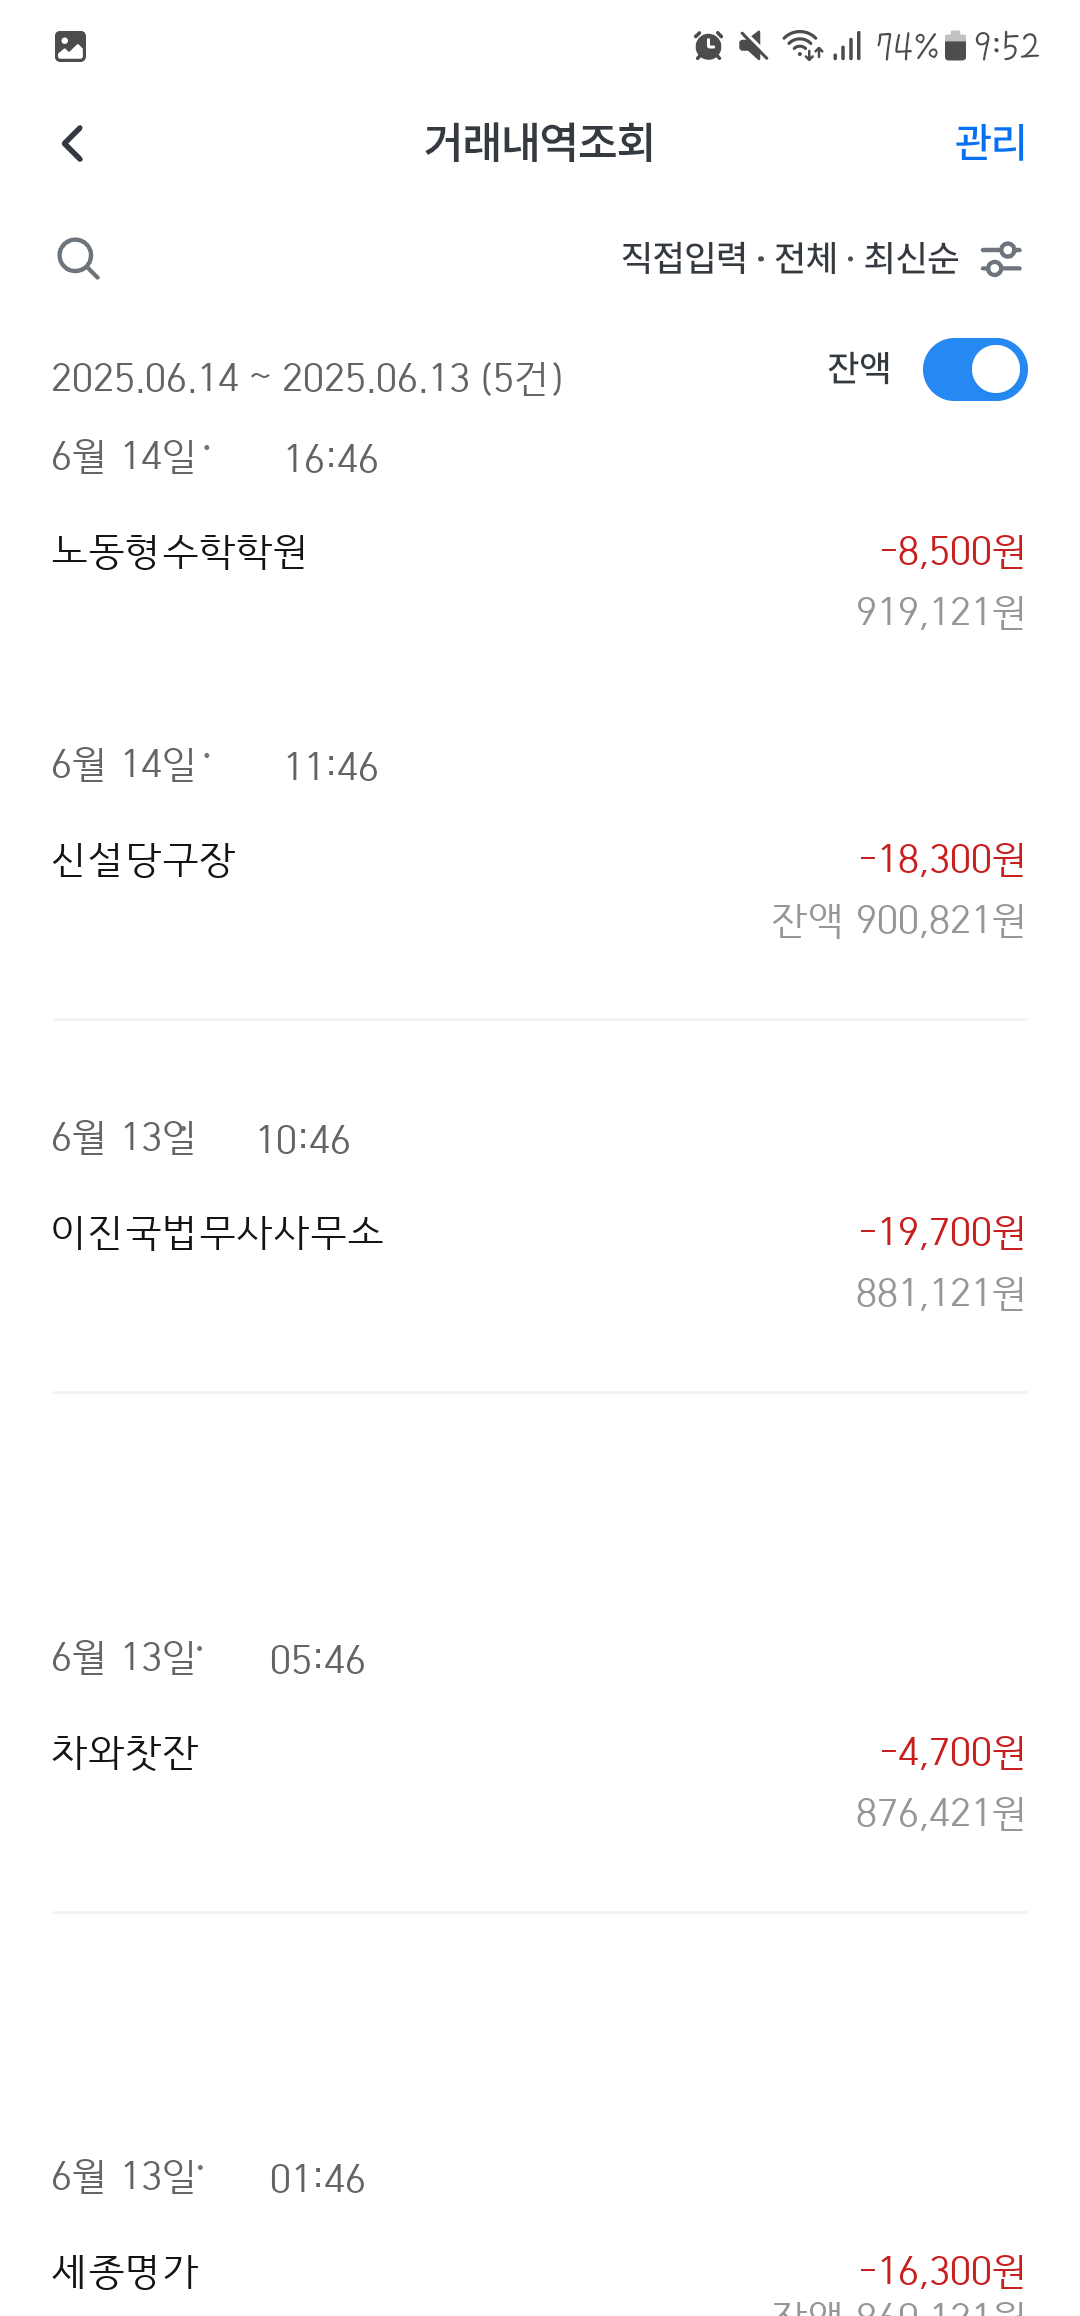 74% 9:52
거래내역조회 관리
직접입력 · 전체 · 최신순
2025.06.14 ~ 2025.06.13 (5건) 잔액
6월 14일· 16:46
노동형수학학원 -8,500원
919,121원
6월 14일· 11:46
신설당구장 -18,300원
잔액 900,821원
6월 13일 10:46
이진국법무사사무소 -19,700원
881,121원
6월 13일· 05:46
차와찻잔 -4,700원
876,421원
6월 13일· 01:46
세종명가 -16,300원
잔액 860,121원